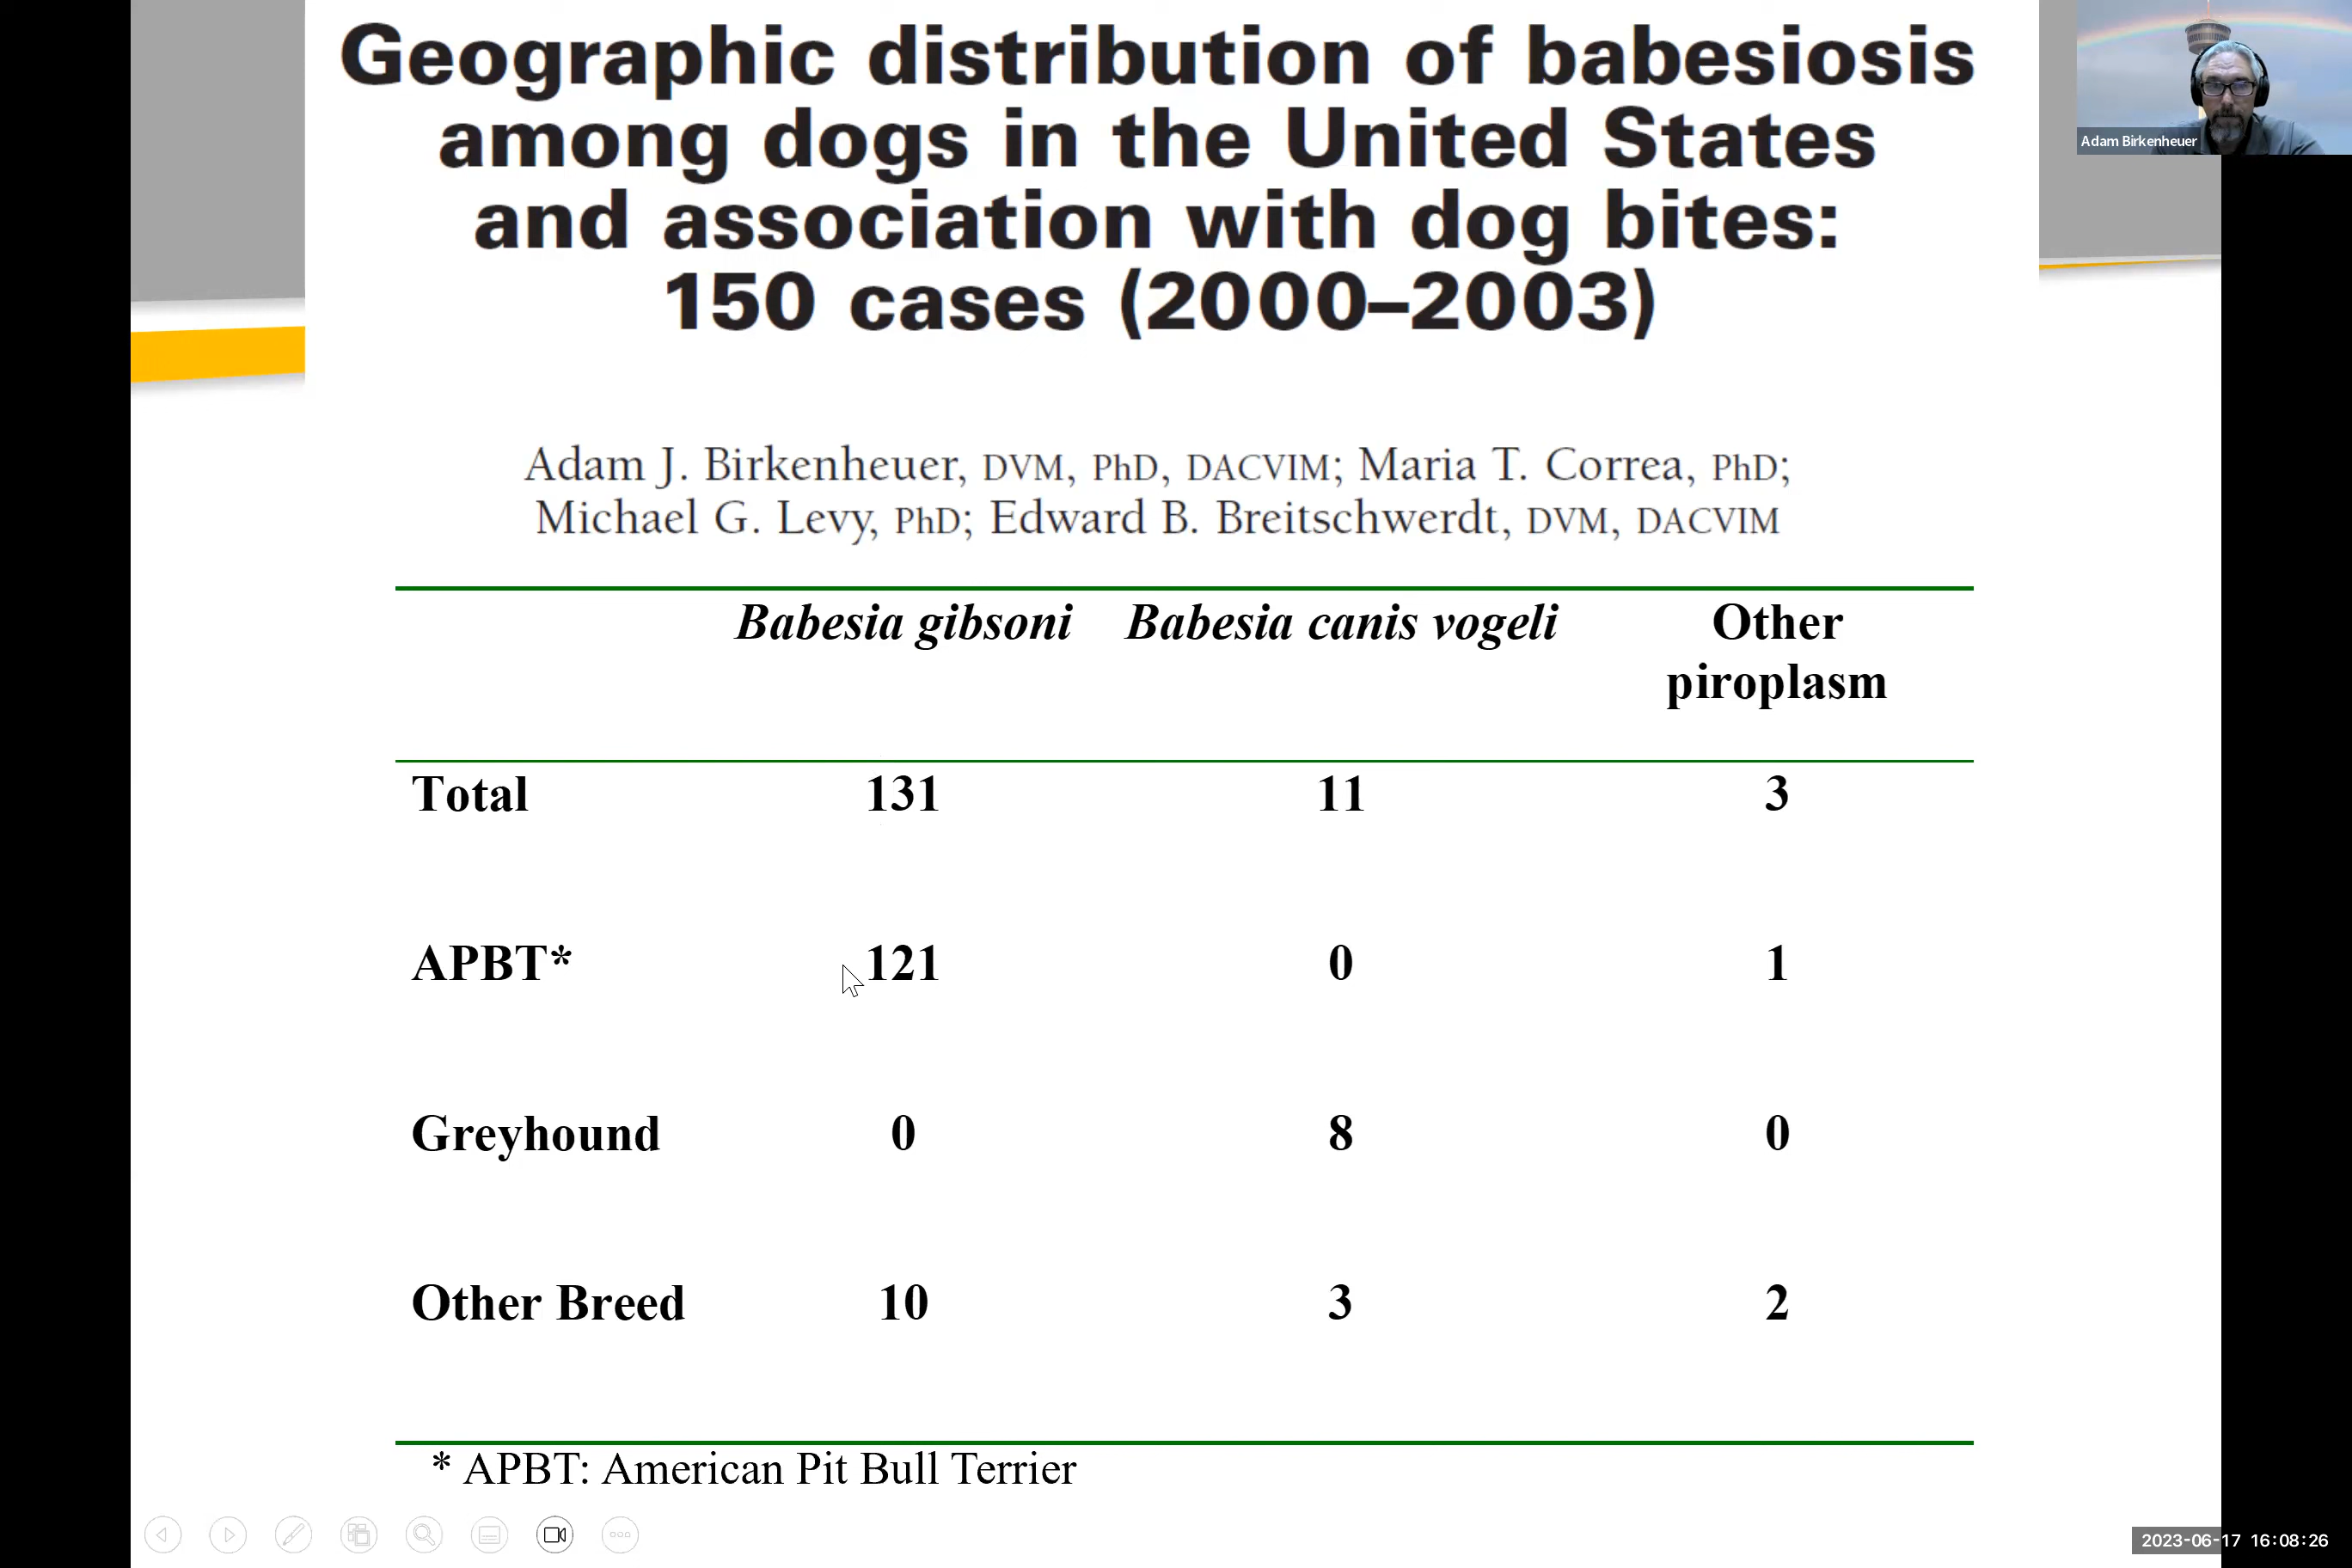 Geographic distribution of babesiosis
among dogs in the United States
and association with dog bites:
150 cases (2000–2003)
Adam Birkenheuer
Adam J. Birkenheuer, DVM, PhD, DACVIM; Maria T. Correa, PhD;
Michael G. Levy, PhD; Edward B. Breitschwerdt, DVM, DACVIM
Babesia gibsoni Babesia canis vogeli Other
piroplasm
Total 131 11 3
APBT* 121 0 1
Greyhound 0 8 0
Other Breed 10 3 2
* APBT: American Pit Bull Terrier
2023-06-17 16:08:26